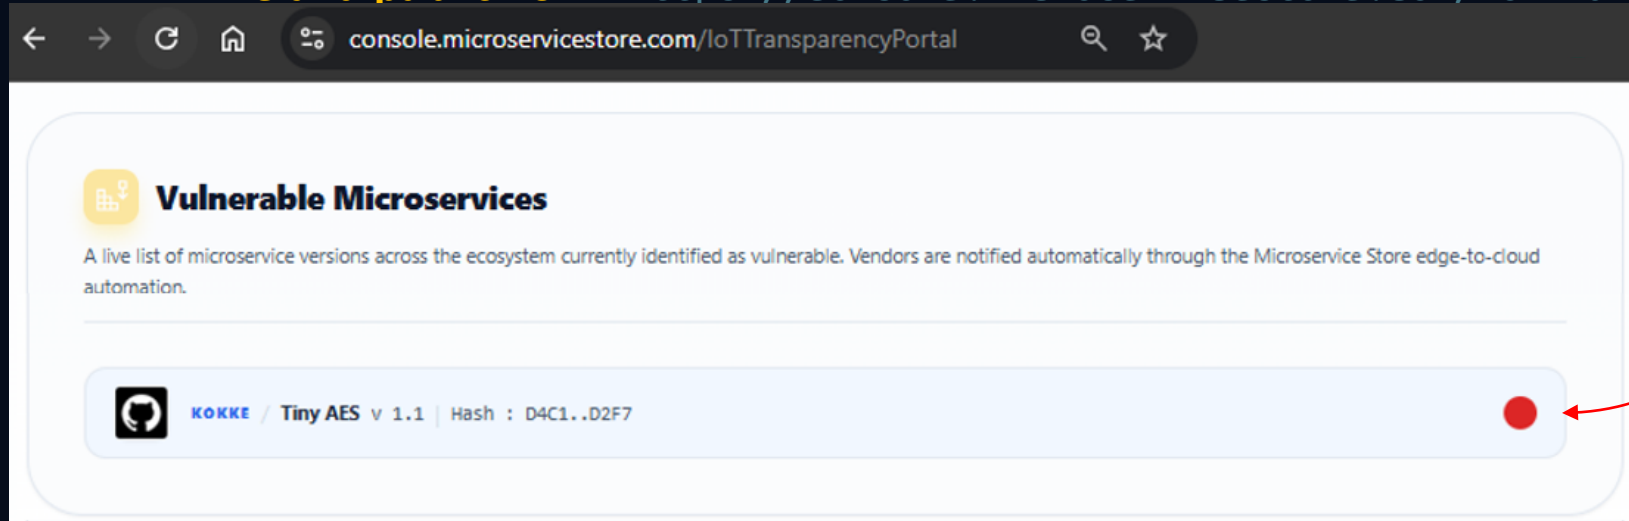 console.microservicestore.com/IoTTransparencyPortal
Vulnerable Microservices
A live list of microservice versions across the ecosystem currently identified as vulnerable. Vendors are notified automatically through the Microservice Store edge-to-cloud
automation.
KOKKE / Tiny AES v 1.1 | Hash : D4C1..D2F7